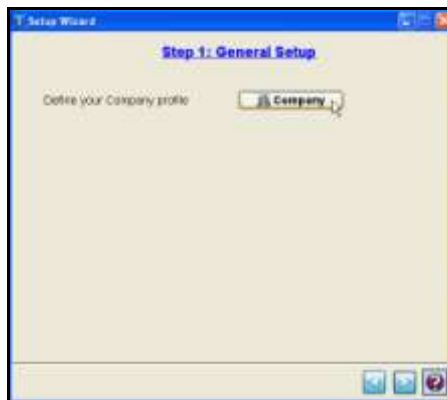 Setup Wizard
Step 1: General Setup
Define your Company profile
Company